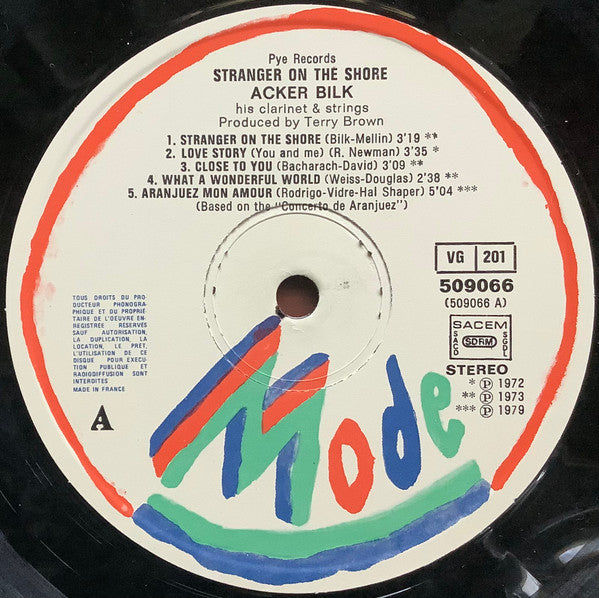 Pye Records
STRANGER ON THE SHORE
ACKER BILK
his clarinet & strings
Produced by Terry Brown
1. STRANGER ON THE SHORE (Bilk-Mellin) 3'19 **
2. LOVE STORY (You and me) (R. Newman) 3'35 *
3. CLOSE TO YOU (Bacharach-David) 3'09 **
4. WHAT A WONDERFUL WORLD (Weiss-Douglas) 2'38 **
5. ARANJUEZ MON AMOUR (Rodrigo-Vidre-Hal Shaper) 5'04 ***
(Based on the "Concerto de Aranjuez")
VG 201
509066
(509066 A)
SACEM
SACD SDRM SGDL
STEREO
* ℗ 1972
** ℗ 1973
*** ℗ 1979
TOUS DROITS DU PRO-
DUCTEUR PHONOGRA-
PHIQUE ET DU PROPRIÉ-
TAIRE DE L'OEUVRE EN-
REGISTRÉE RÉSERVÉS
SAUF AUTORISATION,
LA DUPLICATION, LA
LOCATION, LE PRÊT,
L'UTILISATION DE CE
DISQUE POUR EXECU-
TION PUBLIQUE ET
RADIODIFFUSION SONT
INTERDITES
MADE IN FRANCE
A
Mode